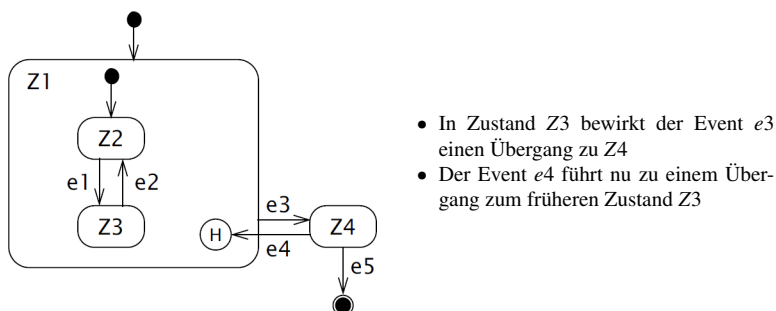 Z1
Z2
e1
e2
Z3
H
e3
e4
Z4
e5
• In Zustand Z3 bewirkt der Event e3
einen Übergang zu Z4
• Der Event e4 führt nu zu einem Über-
gang zum früheren Zustand Z3